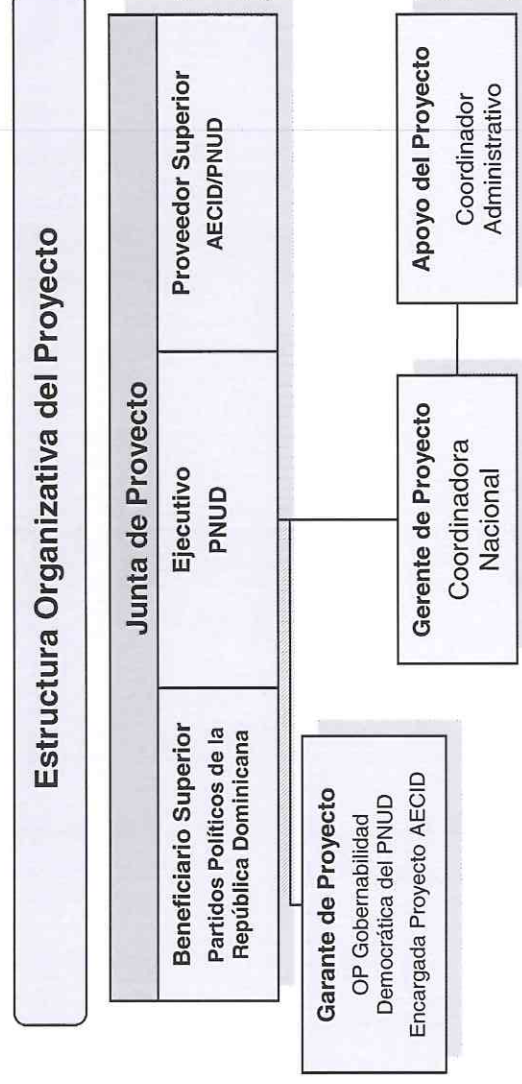 Estructura Organizativa del Proyecto
Junta de Proyecto
Beneficiario Superior
Partidos Políticos de la
República Dominicana
Ejecutivo
PNUD
Proveedor Superior
AECID/PNUD
Garante de Proyecto
OP Gobernabilidad
Democrática del PNUD
Encargada Proyecto AECID
Gerente de Proyecto
Coordinadora
Nacional
Apoyo del Proyecto
Coordinador
Administrativo